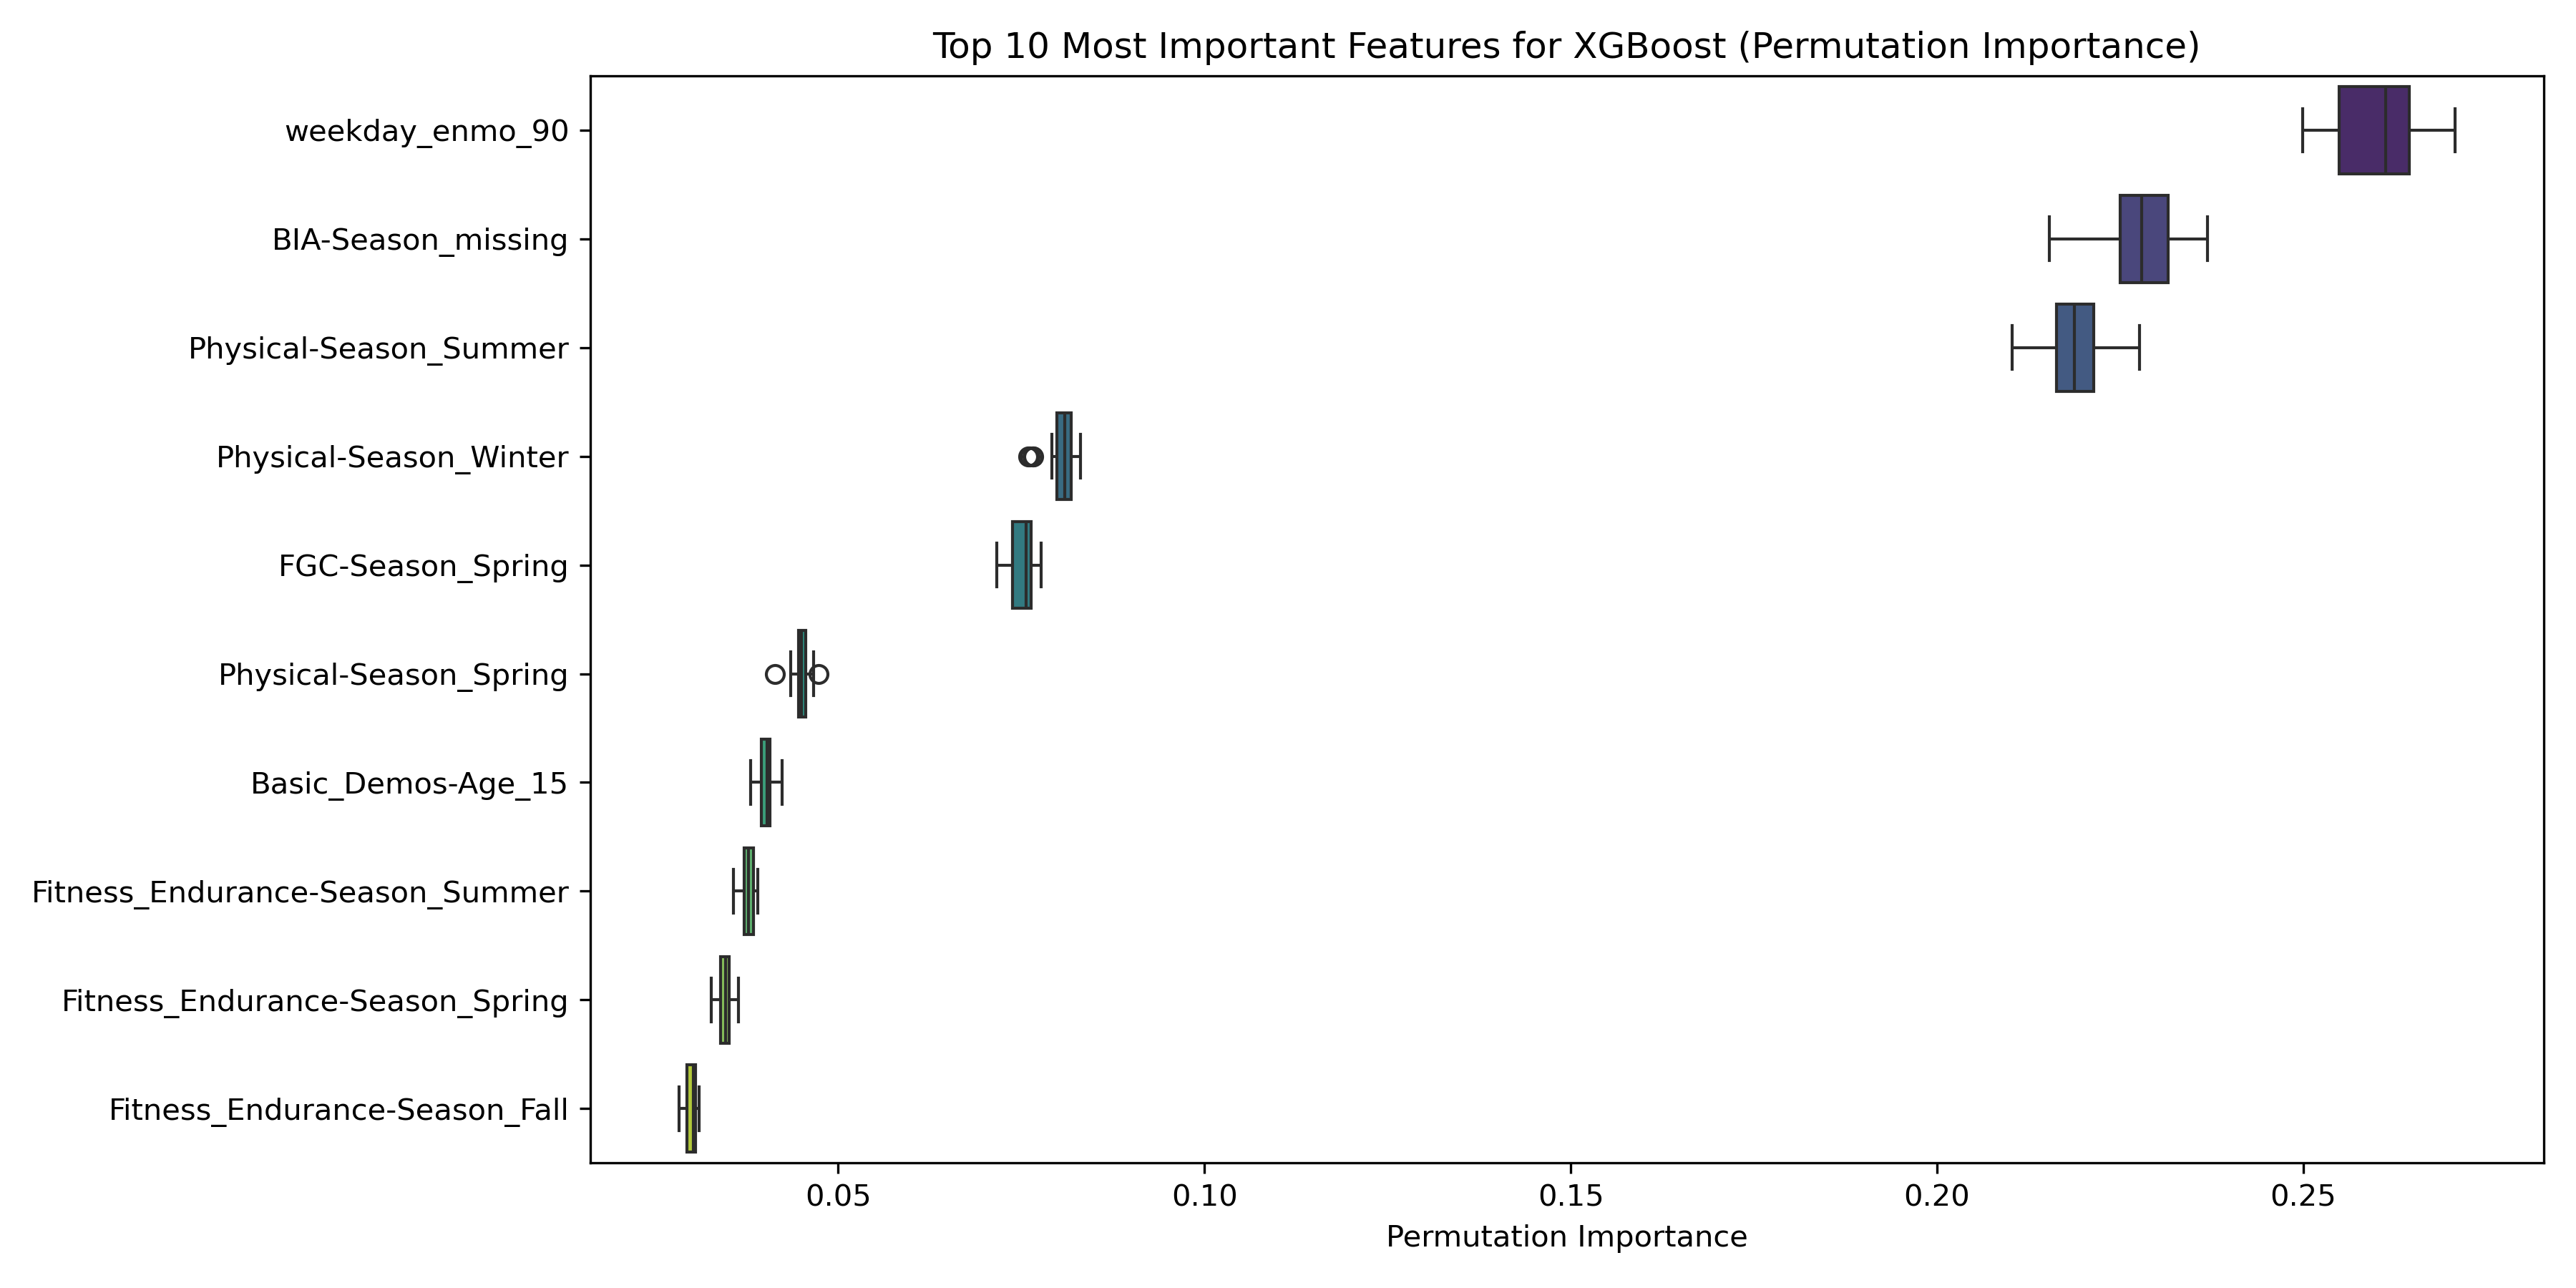 Top 10 Most Important Features for XGBoost (Permutation Importance)
weekday_enmo_90
BIA-Season_missing
Physical-Season_Summer
Physical-Season_Winter
FGC-Season_Spring
Physical-Season_Spring
Basic_Demos-Age_15
Fitness_Endurance-Season_Summer
Fitness_Endurance-Season_Spring
Fitness_Endurance-Season_Fall
0.05 0.10 0.15 0.20 0.25
Permutation Importance